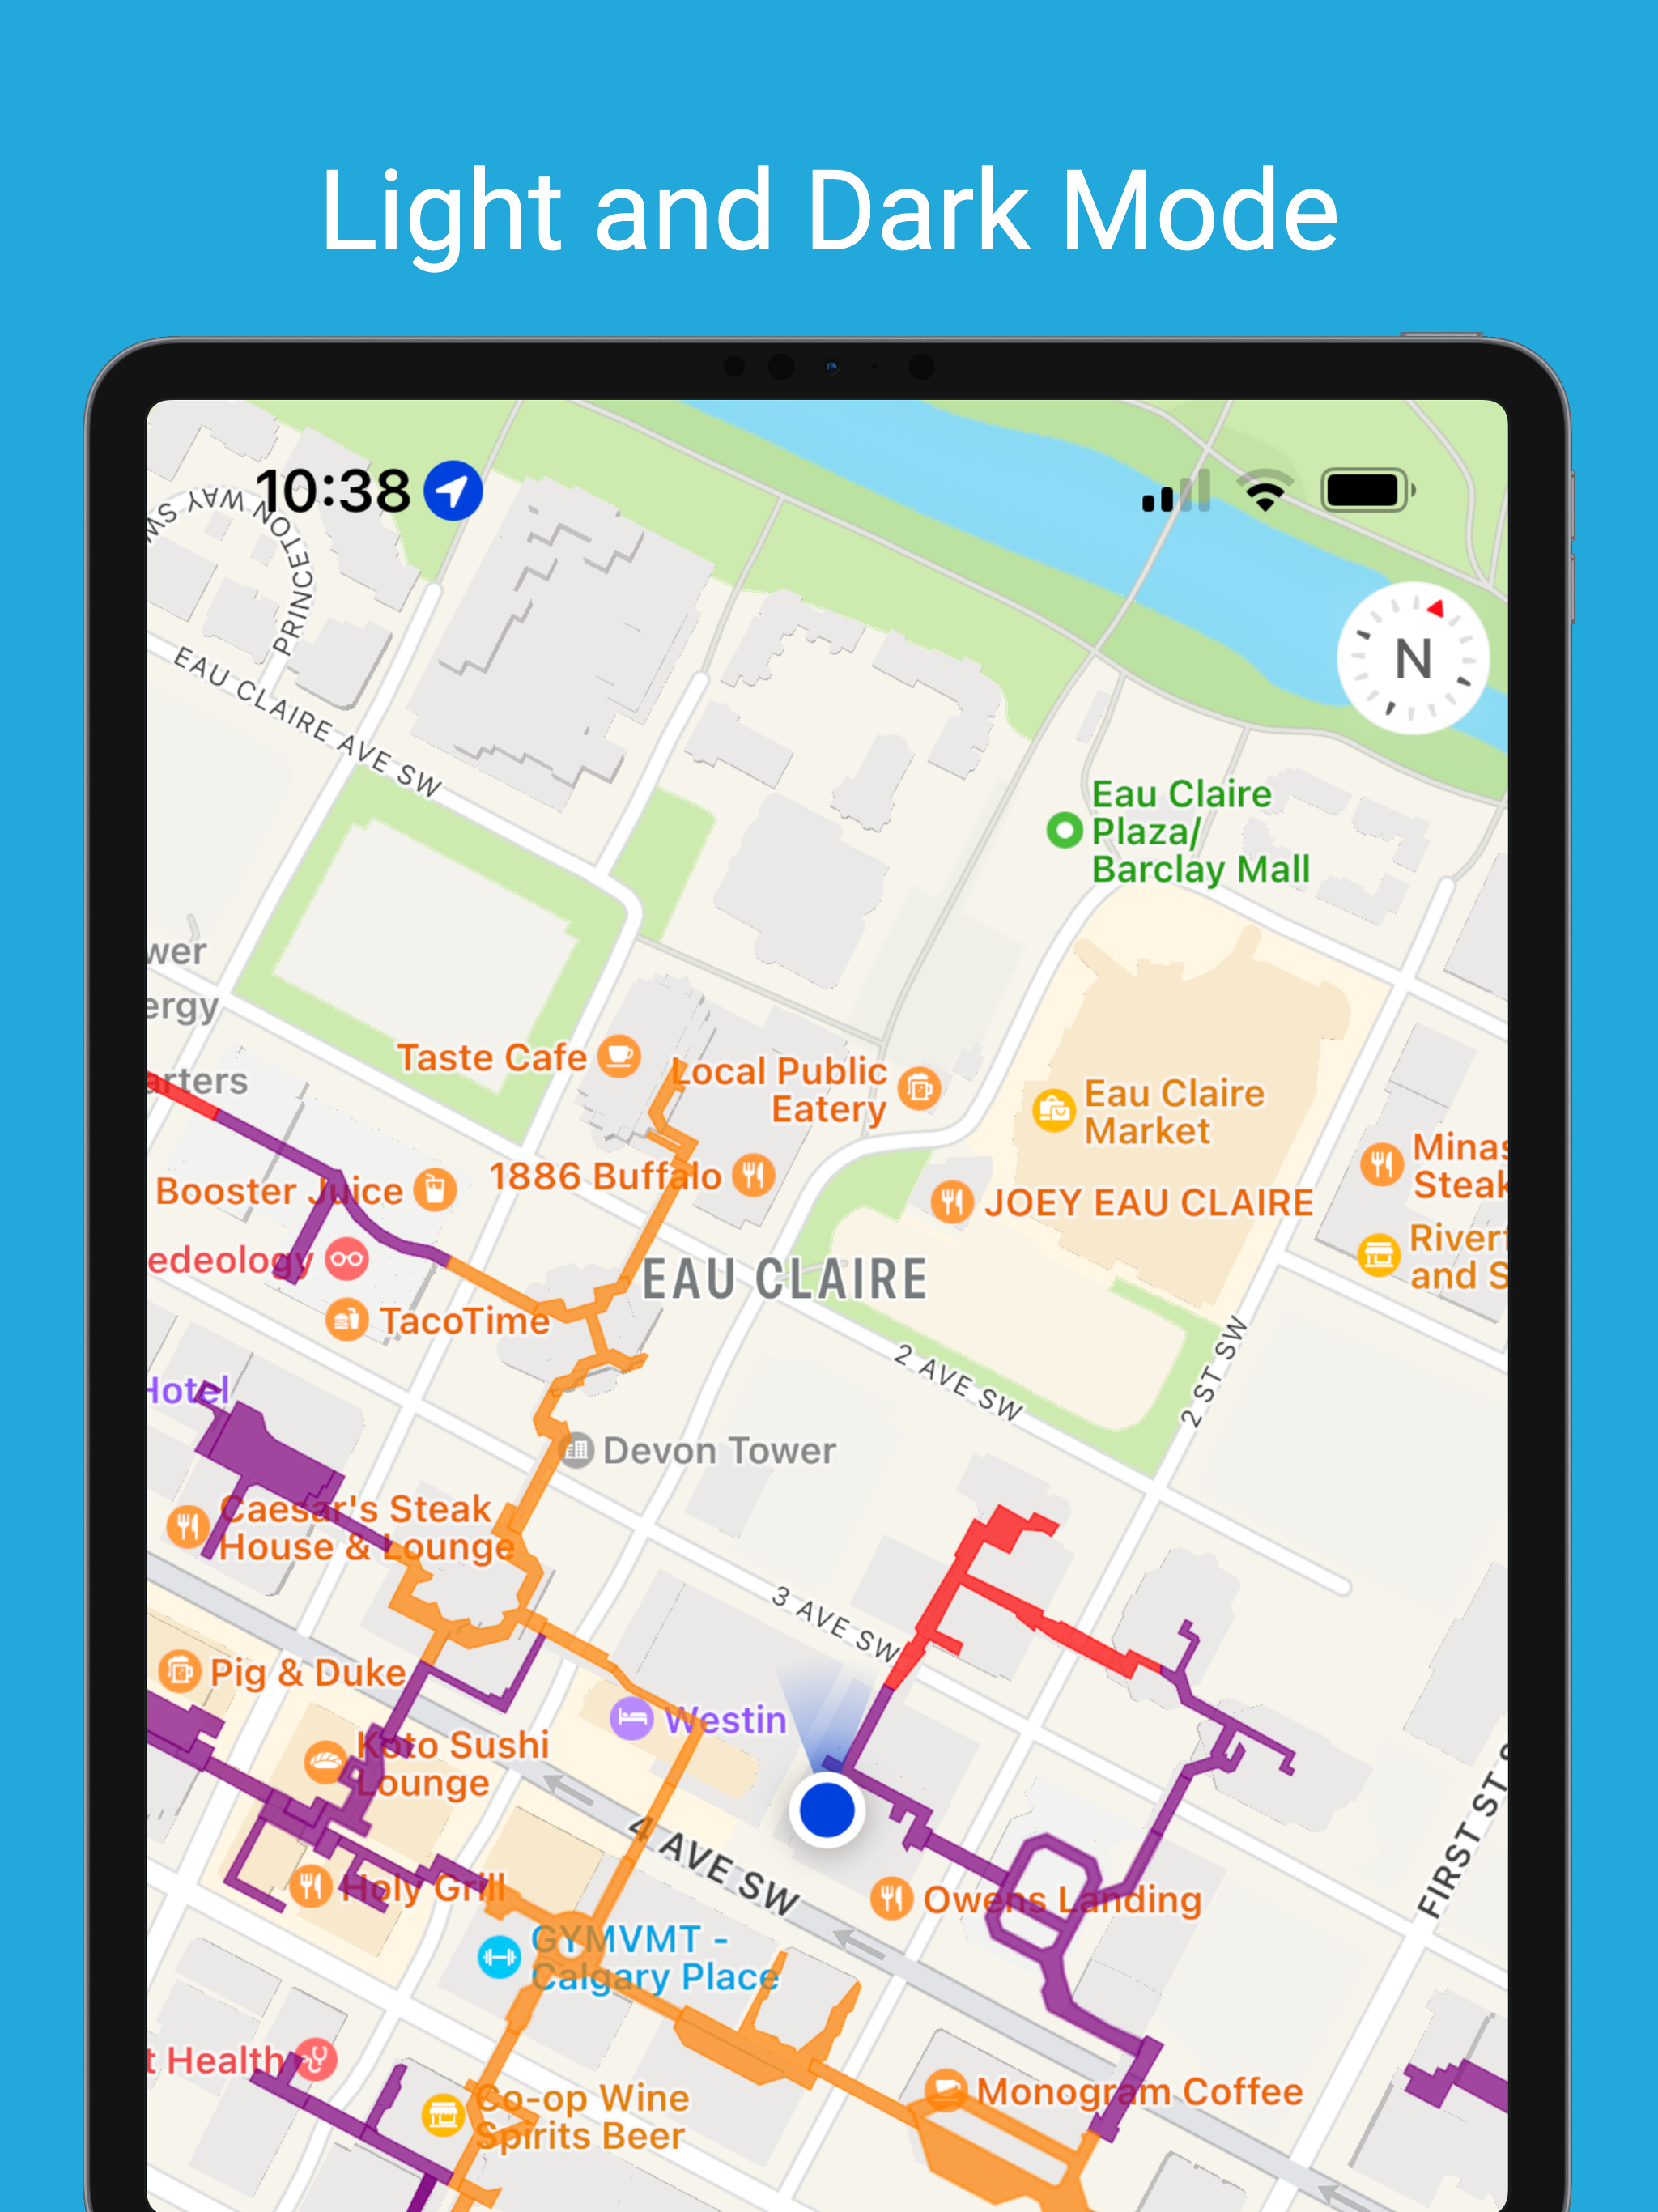 Light and Dark Mode
10:38
PRINCETON WAY SW
N
EAU CLAIRE AVE SW
Eau Claire
Plaza/
Barclay Mall
wer
ergy
arters
Taste Cafe
Local Public
Eatery
Eau Claire
Market
Minas
Steak
1886 Buffalo
Booster Juice
JOEY EAU CLAIRE
Riverf
and S
edeology
EAU CLAIRE
TacoTime
2 AVE SW
2 ST SW
Hotel
Devon Tower
Caesar's Steak
House & Lounge
3 AVE SW
Pig & Duke
Westin
Koto Sushi
Lounge
4 AVE SW
FIRST ST S
Holy Grill
Owens Landing
GYMVMT -
Calgary Place
t Health
Monogram Coffee
Co-op Wine
Spirits Beer